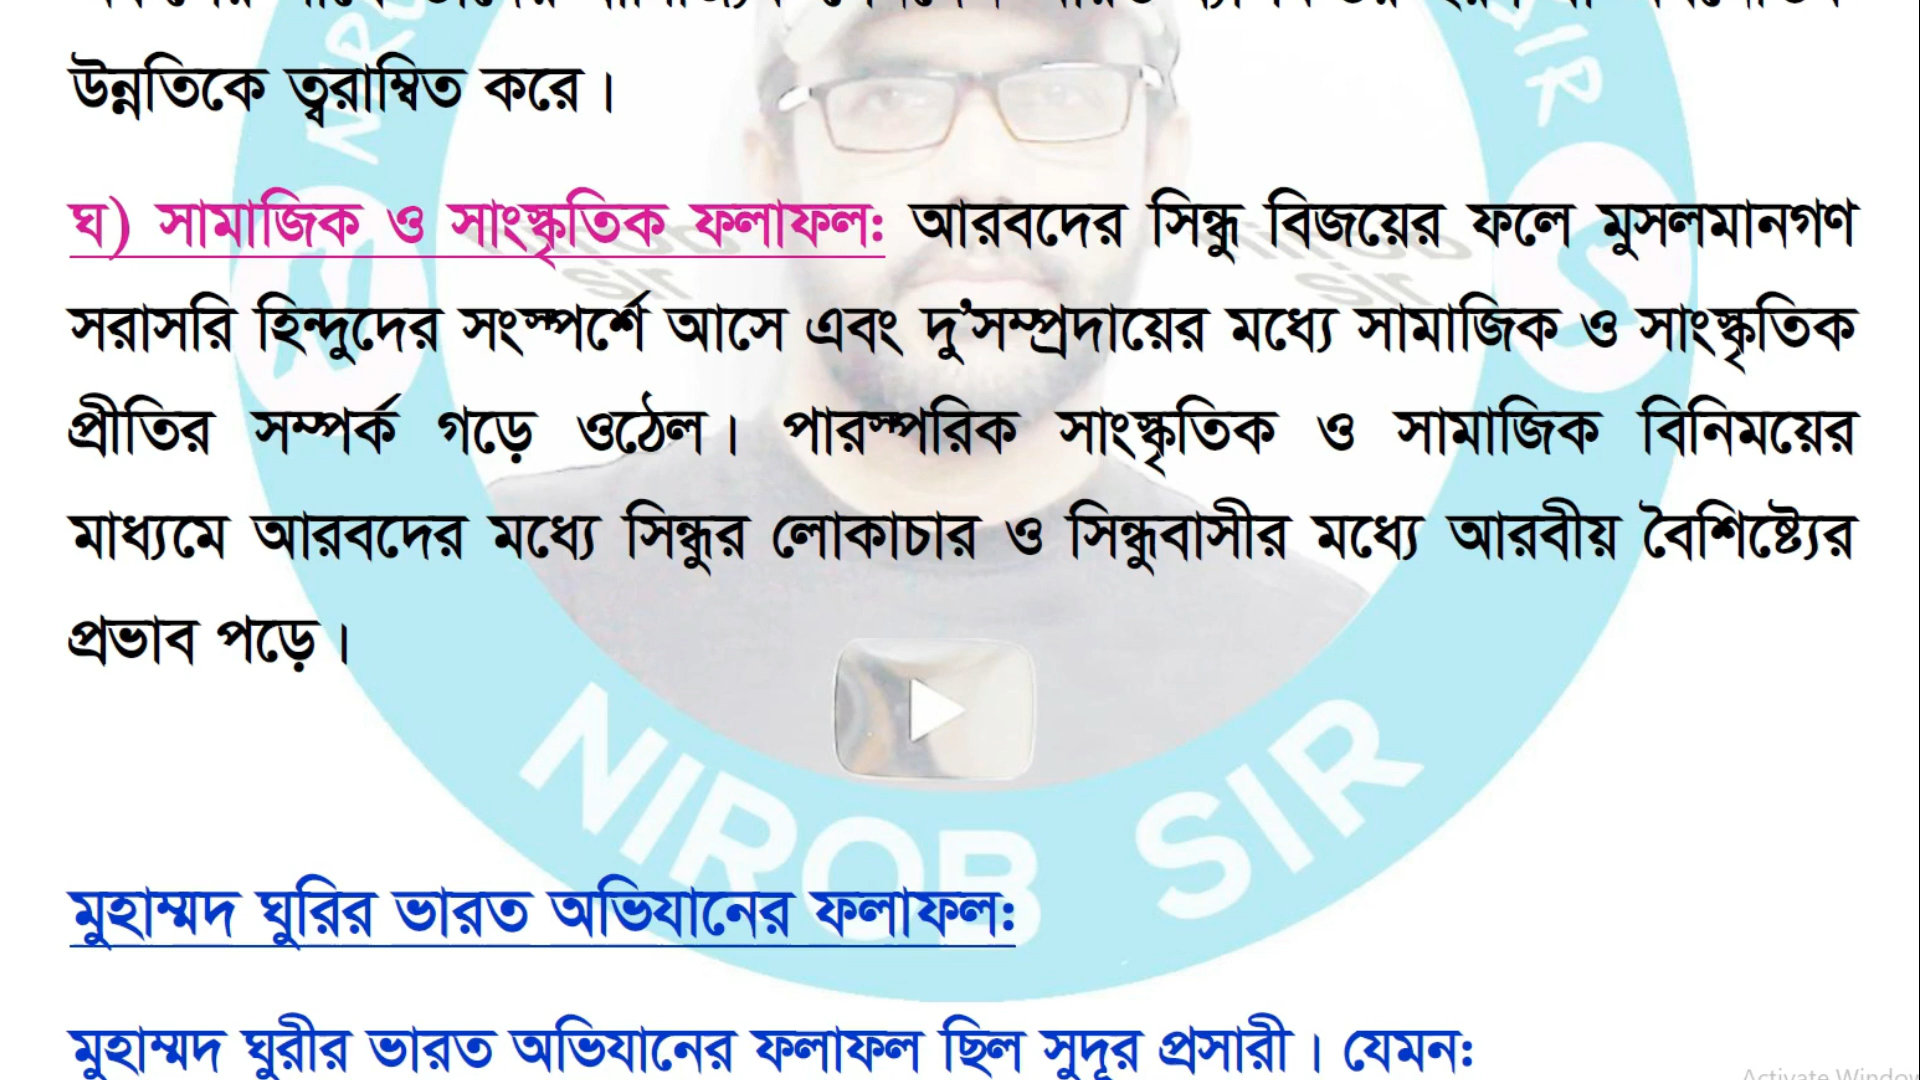 উন্নতিকে ত্বরাম্বিত করে।
ঘ) সামাজিক ও সাংস্কৃতিক ফলাফল: আরবদের সিন্ধু বিজয়ের ফলে মুসলমানগণ
সরাসরি হিন্দুদের সংস্পর্শে আসে এবং দু’সম্প্রদায়ের মধ্যে সামাজিক ও সাংস্কৃতিক
প্রীতির সম্পর্ক গড়ে ওঠেল। পারস্পরিক সাংস্কৃতিক ও সামাজিক বিনিময়ের
মাধ্যমে আরবদের মধ্যে সিন্ধুর লোকাচার ও সিন্ধুবাসীর মধ্যে আরবীয় বৈশিষ্ট্যের
প্রভাব পড়ে।
NIROB SIR
মুহাম্মদ ঘুরির ভারত অভিযানের ফলাফল:
মুহাম্মদ ঘুরীর ভারত অভিযানের ফলাফল ছিল সুদূর প্রসারী। যেমন: